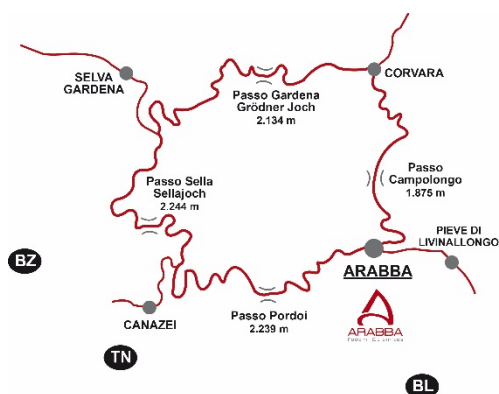 SELVA
GARDENA
CORVARA
Passo Gardena
Grödner Joch
2.134 m
Passo
Campolongo
1.875 m
Passo Sella
Sellajoch
2.244 m
PIEVE DI
LIVINALLONGO
BZ
ARABBA
CANAZEI
Passo Pordoi
2.239 m
ARABBA
TN
BL